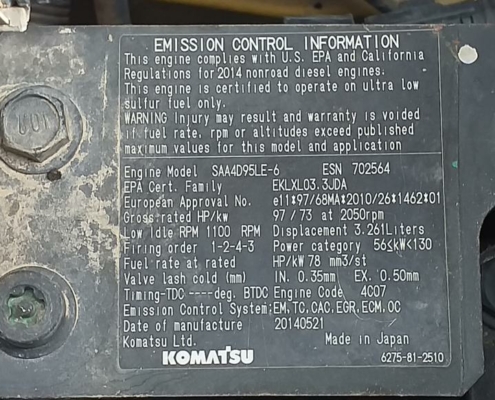 EMISSION CONTROL INFORMATION
This engine complies with U.S. EPA and California
Regulations for 2014 nonroad diesel engines.
This engine is certified to operate on ultra low
sulfur fuel only.
WARNING Injury may result and warranty is voided
if fuel rate, rpm or altitudes exceed published
maximum values for this model and application
Engine Model SAA4D95LE-6 ESN 702564
EPA Cert. Family EKLXL03.3JDA
European Approval No. e11*97/68MA*2010/26*1462*01
Gross rated HP/kw 97 / 73 at 2050rpm
Low Idle RPM 1100 RPM Displacement 3.261Liters
Firing order 1-2-4-3 Power category 56≤kW<130
Fuel rate at rated HP/kW 78 mm3/st
Valve lash cold (mm) IN. 0.35mm EX. 0.50mm
Timing-TDC ----deg. BTDC Engine Code 4C07
Emission Control System;EM,TC,CAC,EGR,ECM,OC
Date of manufacture 20140521
Komatsu Ltd. Made in Japan
KOMATSU 6275-81-2510